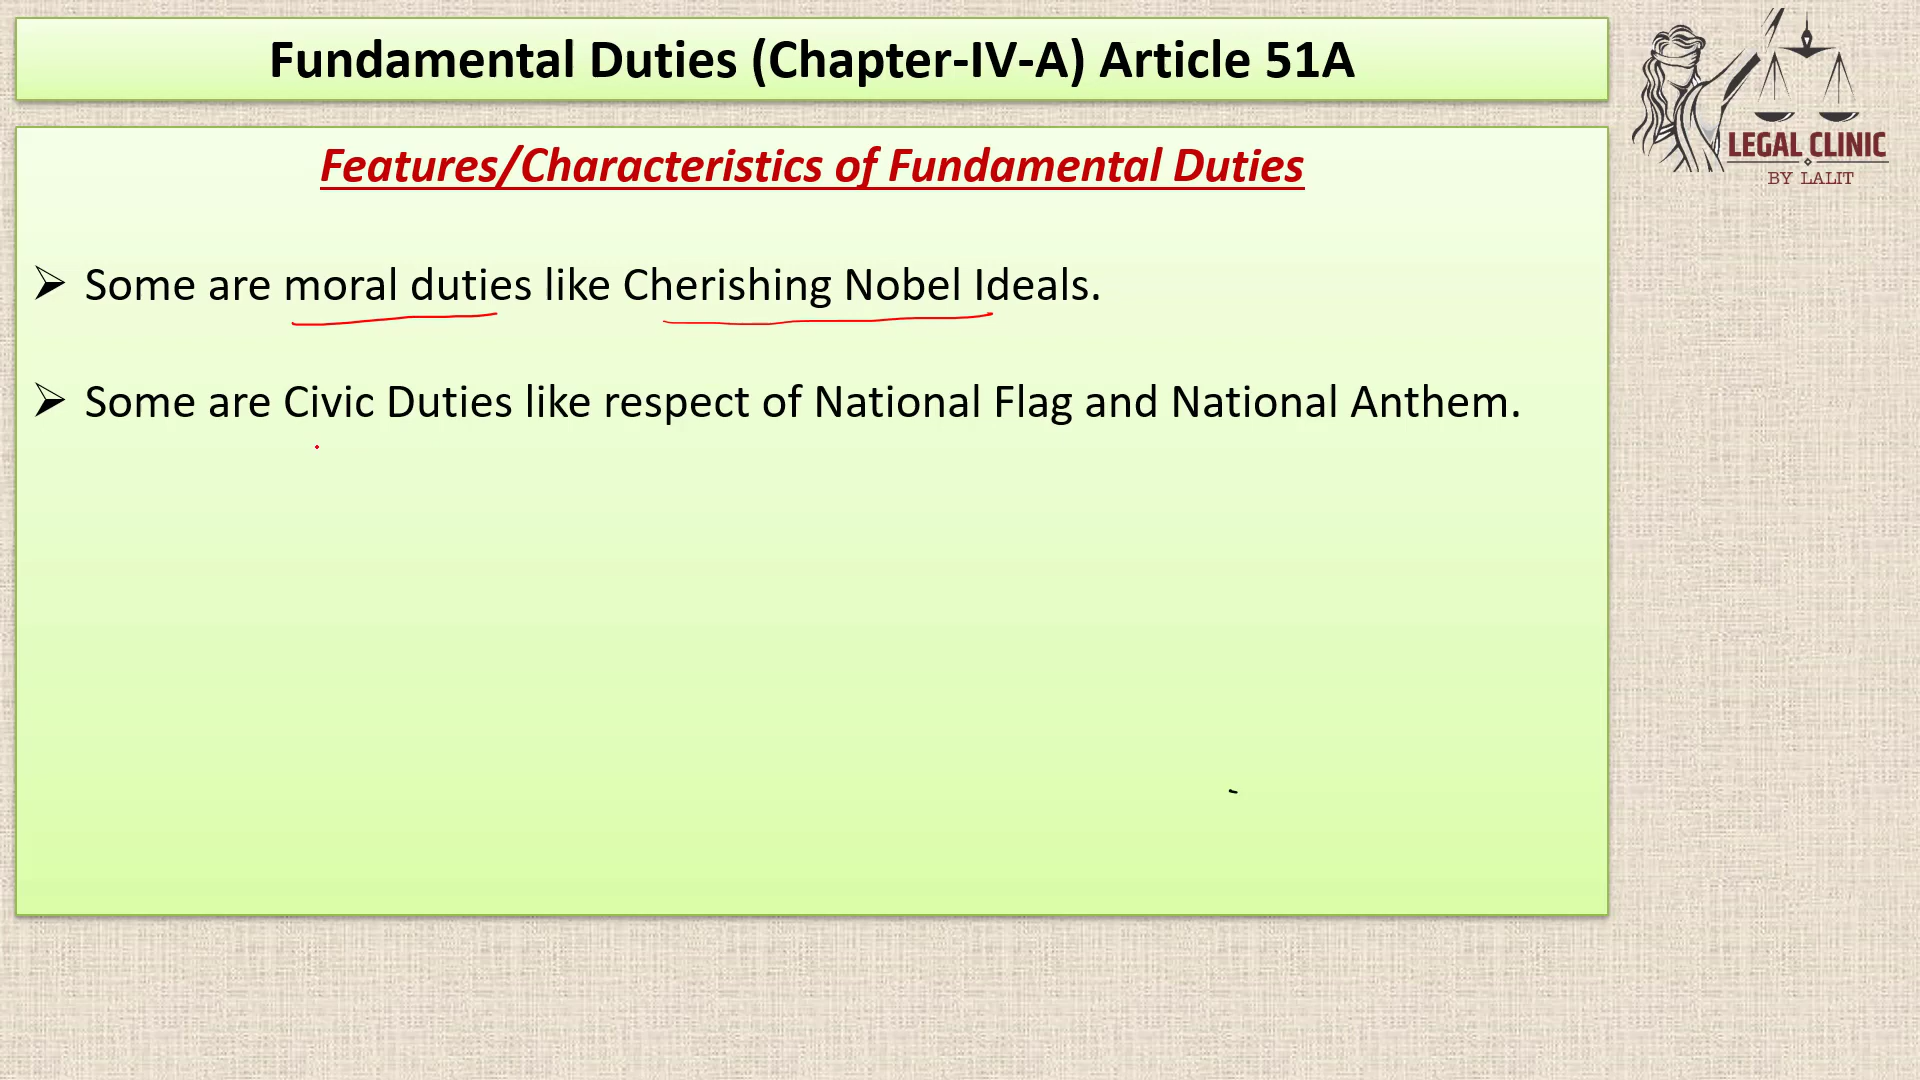 Fundamental Duties (Chapter-IV-A) Article 51A
LEGAL CLINIC
BY LALIT
Features/Characteristics of Fundamental Duties
➢ Some are moral duties like Cherishing Nobel Ideals.
➢ Some are Civic Duties like respect of National Flag and National Anthem.